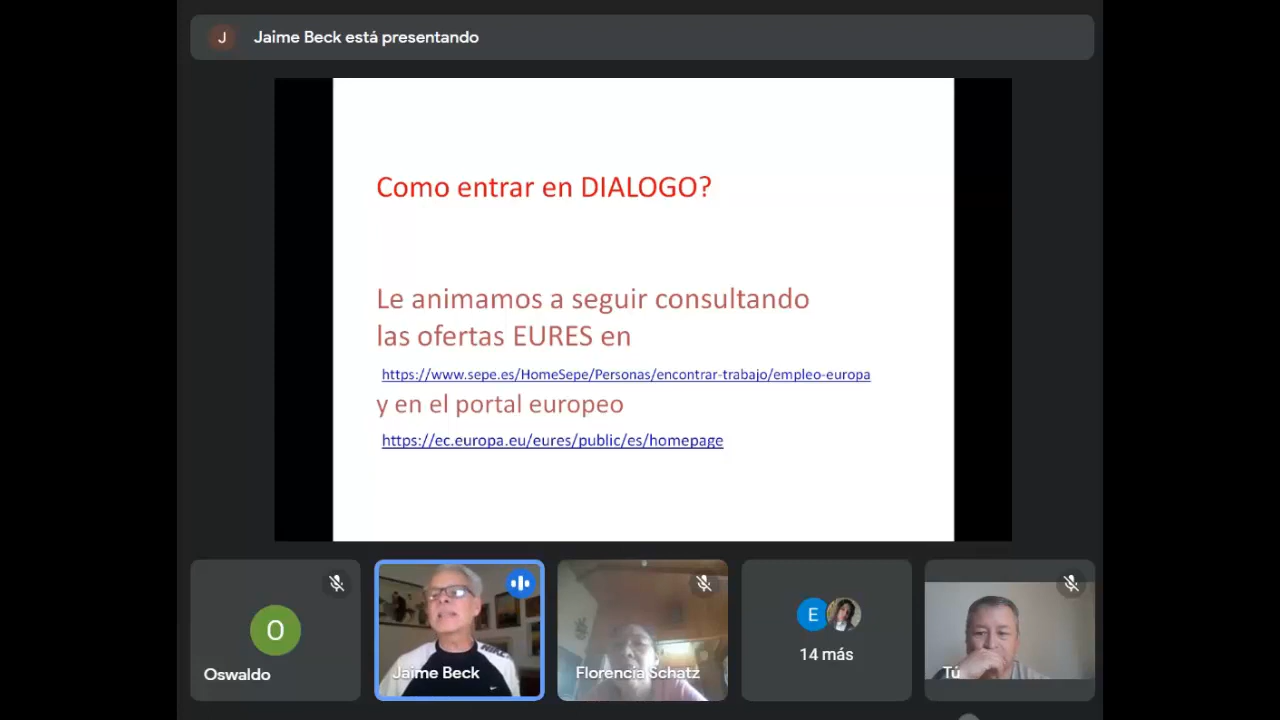 J
Jaime Beck está presentando
Como entrar en DIALOGO?
Le animamos a seguir consultando
las ofertas EURES en
https://www.sepe.es/HomeSepe/Personas/encontrar-trabajo/empleo-europa
y en el portal europeo
https://ec.europa.eu/eures/public/es/homepage
O
Oswaldo
Jaime Beck
Florencia Schatz
E
14 más
Tú